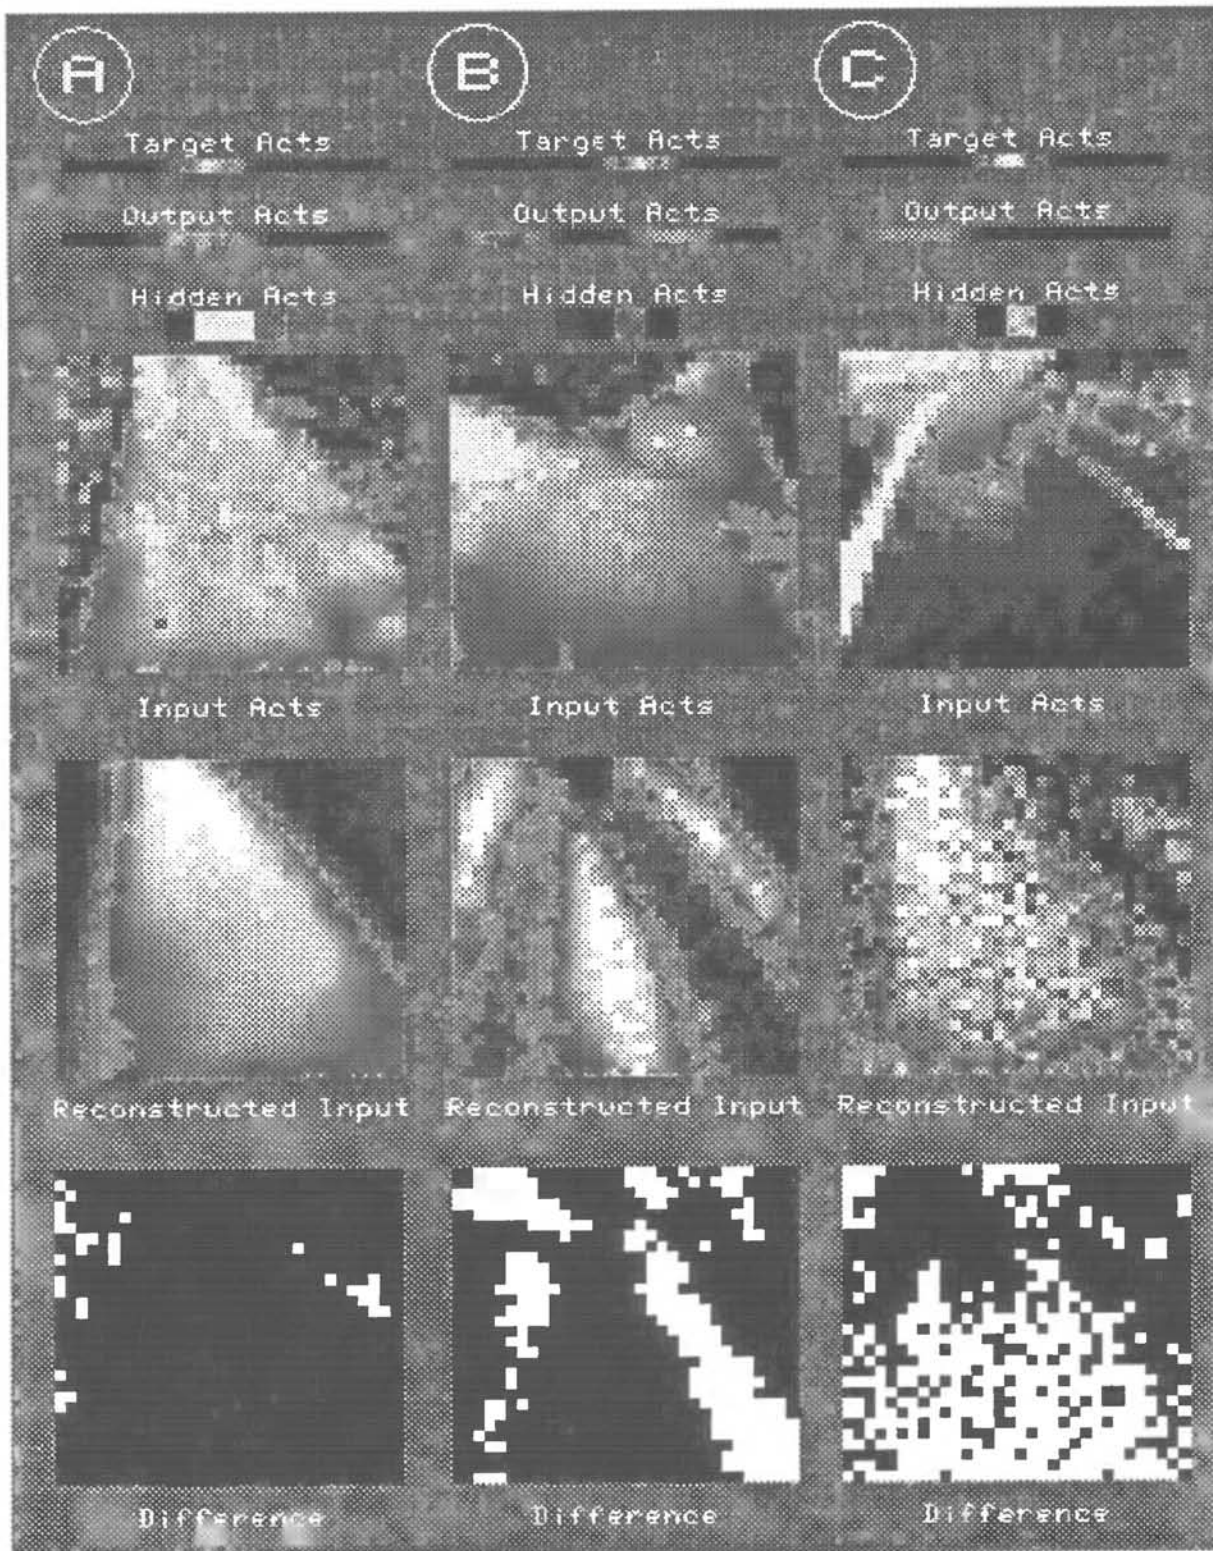 A B C
Target Acts Target Acts Target Acts
Output Acts Output Acts Output Acts
Hidden Acts Hidden Acts Hidden Acts
Input Acts Input Acts Input Acts
Reconstructed Input Reconstructed Input Reconstructed Input
Difference Difference Difference